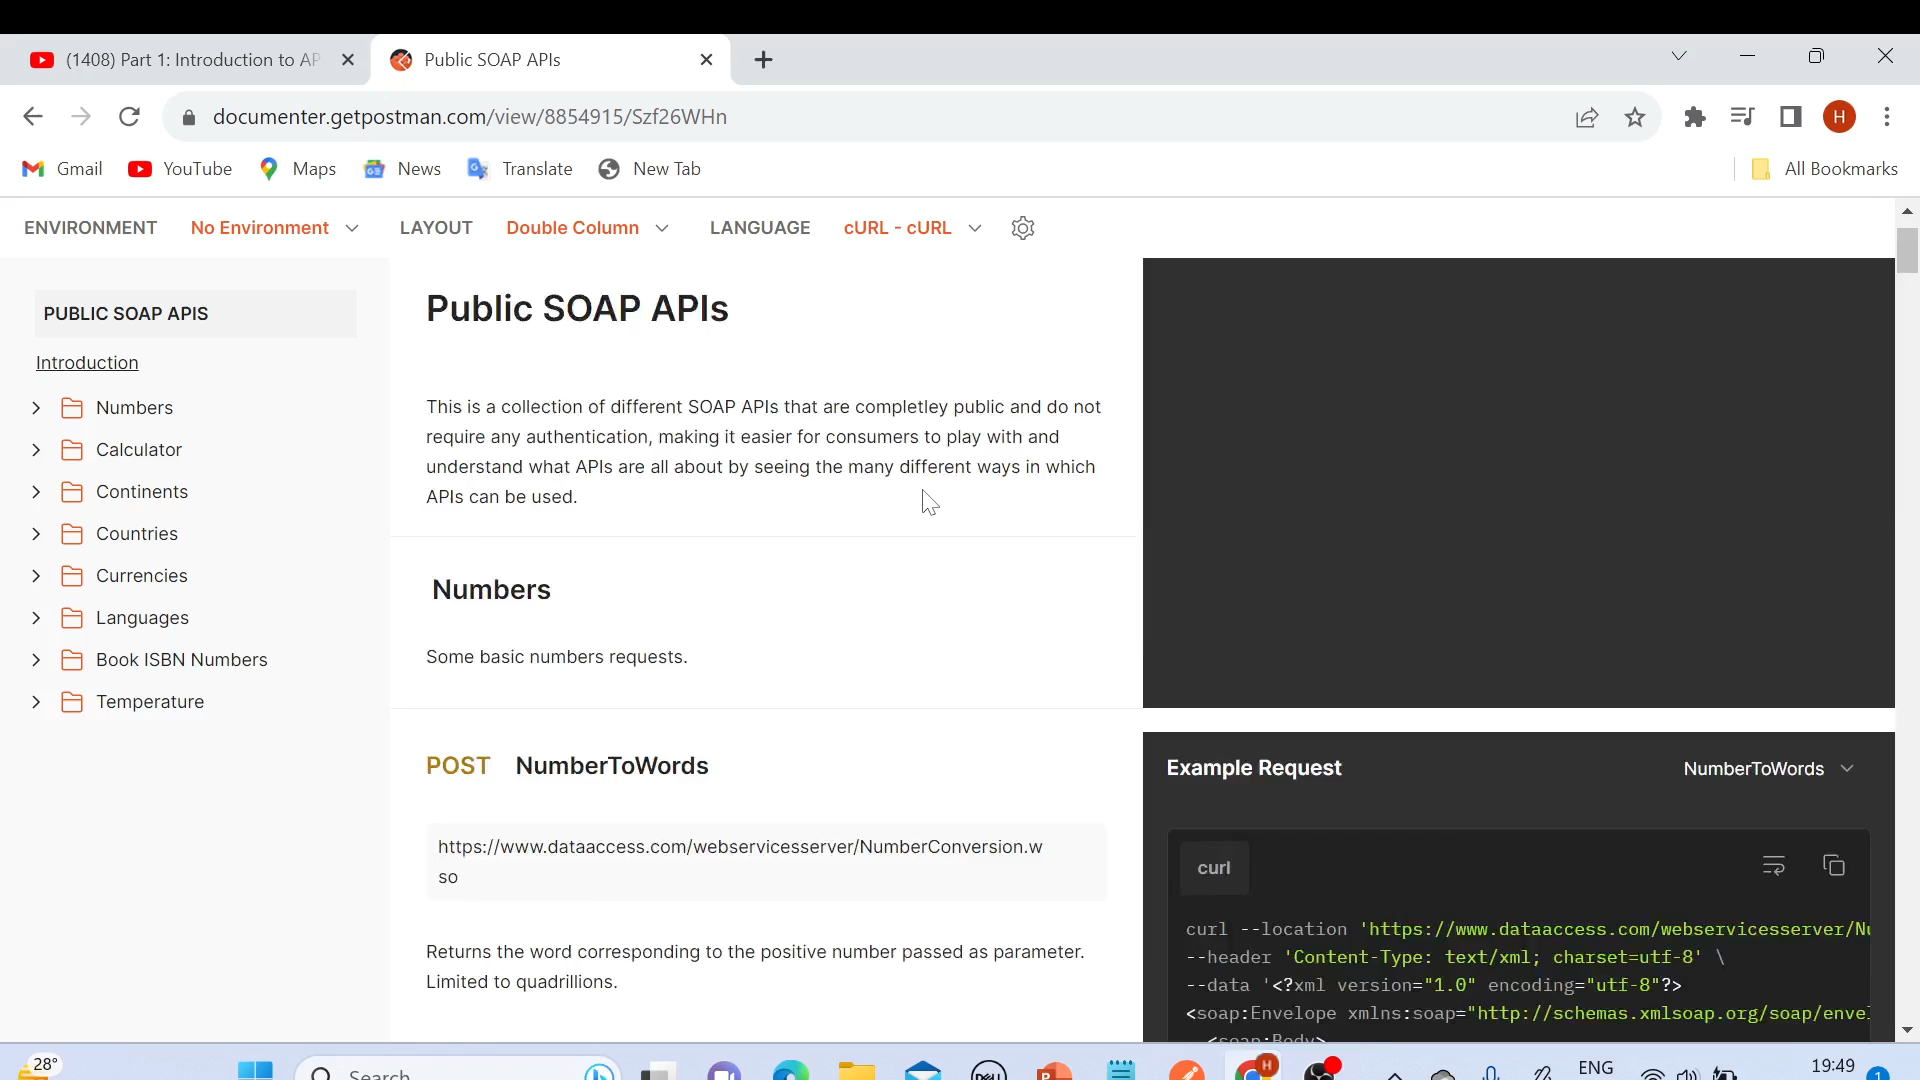 (1408) Part 1: Introduction to AP
Public SOAP APIs
documenter.getpostman.com/view/8854915/Szf26WHn
H
Gmail
YouTube
Maps
News
Translate
New Tab
All Bookmarks
ENVIRONMENT
No Environment
LAYOUT
Double Column
LANGUAGE
cURL - cURL
PUBLIC SOAP APIS
Introduction
Numbers
Calculator
Continents
Countries
Currencies
Languages
Book ISBN Numbers
Temperature
Public SOAP APIs
This is a collection of different SOAP APIs that are completley public and do not
require any authentication, making it easier for consumers to play with and
understand what APIs are all about by seeing the many different ways in which
APIs can be used.
Numbers
Some basic numbers requests.
POST NumberToWords
https://www.dataaccess.com/webservicesserver/NumberConversion.w
so
Returns the word corresponding to the positive number passed as parameter.
Limited to quadrillions.
Example Request
NumberToWords
curl
curl --location 'https://www.dataaccess.com/webservicesserver/Nu
--header 'Content-Type: text/xml; charset=utf-8' \
--data '<?xml version="1.0" encoding="utf-8"?>
<soap:Envelope xmlns:soap="http://schemas.xmlsoap.org/soap/envel
<soap:Body>
28°
Search
DELL
H
ENG
19:49
1